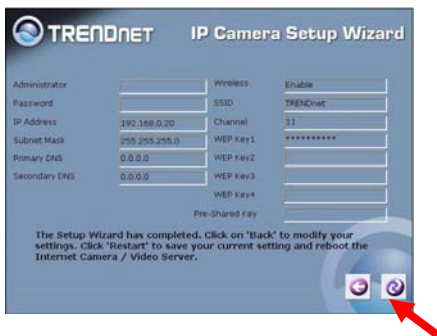 TRENDNET IP Camera Setup Wizard
Administrator Wireless Enable
Password SSID TRENDnet
IP Address 192.168.0.20 Channel 11
Subnet Mask 255.255.255.0 WEP Key1 **********
Primary DNS 0.0.0.0 WEP Key2
Secondary DNS 0.0.0.0 WEP Key3
WEP Key4
Pre-Shared Key
The Setup Wizard has completed. Click on 'Back' to modify your
settings. Click 'Restart' to save your current setting and reboot the
Internet Camera / Video Server.